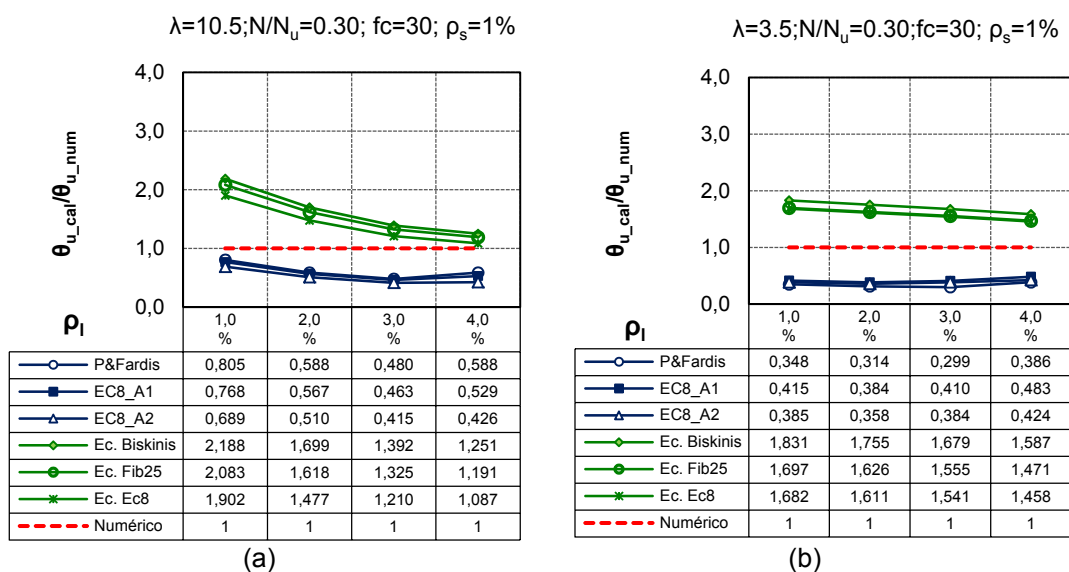 λ=10.5;N/Nu=0.30; fc=30; ρs=1%
θu_cal/θu_num
4,0
3,0
2,0
1,0
0,0
ρl 1,0 % 2,0 % 3,0 % 4,0 %
P&Fardis 0,805 0,588 0,480 0,588
EC8_A1 0,768 0,567 0,463 0,529
EC8_A2 0,689 0,510 0,415 0,426
Ec. Biskinis 2,188 1,699 1,392 1,251
Ec. Fib25 2,083 1,618 1,325 1,191
Ec. Ec8 1,902 1,477 1,210 1,087
Numérico 1 1 1 1
(a)
λ=3.5;N/Nu=0.30;fc=30; ρs=1%
θu_cal/θu_num
4,0
3,0
2,0
1,0
0,0
ρl 1,0 % 2,0 % 3,0 % 4,0 %
P&Fardis 0,348 0,314 0,299 0,386
EC8_A1 0,415 0,384 0,410 0,483
EC8_A2 0,385 0,358 0,384 0,424
Ec. Biskinis 1,831 1,755 1,679 1,587
Ec. Fib25 1,697 1,626 1,555 1,471
Ec. Ec8 1,682 1,611 1,541 1,458
Numérico 1 1 1 1
(b)